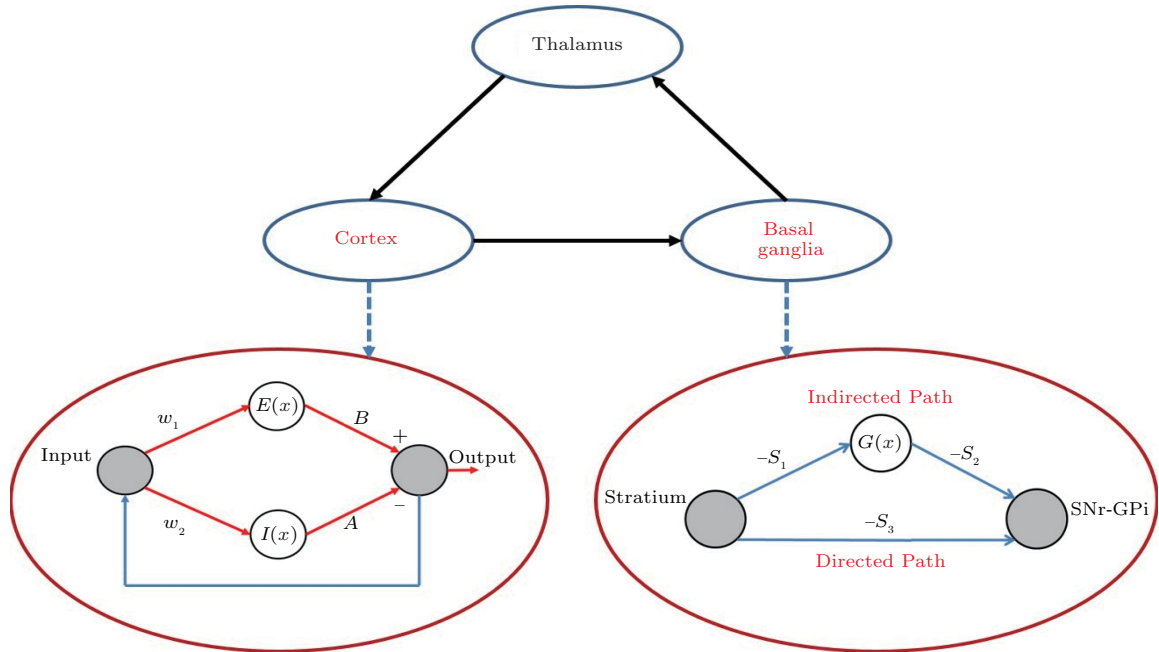 Thalamus
Cortex
Basal
ganglia
w₁
E(x)
B
+
Input
Output
w₂
I(x)
A
−
Indirected Path
G(x)
–S₁
–S₂
Stratium
SNr-GPi
–S₃
Directed Path